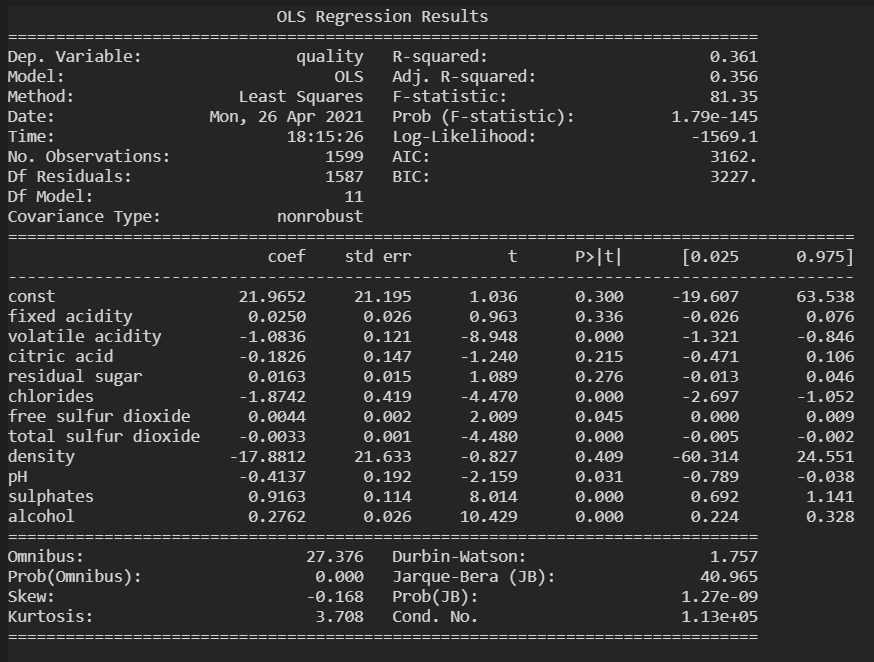 OLS Regression Results
==============================================================================
Dep. Variable:                quality   R-squared:                       0.361
Model:                            OLS   Adj. R-squared:                  0.356
Method:                 Least Squares   F-statistic:                     81.35
Date:                Mon, 26 Apr 2021   Prob (F-statistic):          1.79e-145
Time:                        18:15:26   Log-Likelihood:                -1569.1
No. Observations:                1599   AIC:                             3162.
Df Residuals:                    1587   BIC:                             3227.
Df Model:                          11
Covariance Type:            nonrobust
========================================================================================
                           coef    std err          t      P>|t|      [0.025      0.975]
----------------------------------------------------------------------------------------
const                   21.9652     21.195      1.036      0.300     -19.607      63.538
fixed acidity            0.0250      0.026      0.963      0.336      -0.026       0.076
volatile acidity        -1.0836      0.121     -8.948      0.000      -1.321      -0.846
citric acid             -0.1826      0.147     -1.240      0.215      -0.471       0.106
residual sugar           0.0163      0.015      1.089      0.276      -0.013       0.046
chlorides               -1.8742      0.419     -4.470      0.000      -2.697      -1.052
free sulfur dioxide      0.0044      0.002      2.009      0.045       0.000       0.009
total sulfur dioxide    -0.0033      0.001     -4.480      0.000      -0.005      -0.002
density                -17.8812     21.633     -0.827      0.409     -60.314      24.551
pH                      -0.4137      0.192     -2.159      0.031      -0.789      -0.038
sulphates                0.9163      0.114      8.014      0.000       0.692       1.141
alcohol                  0.2762      0.026     10.429      0.000       0.224       0.328
==============================================================================
Omnibus:                       27.376   Durbin-Watson:                   1.757
Prob(Omnibus):                  0.000   Jarque-Bera (JB):               40.965
Skew:                          -0.168   Prob(JB):                     1.27e-09
Kurtosis:                       3.708   Cond. No.                     1.13e+05
==============================================================================